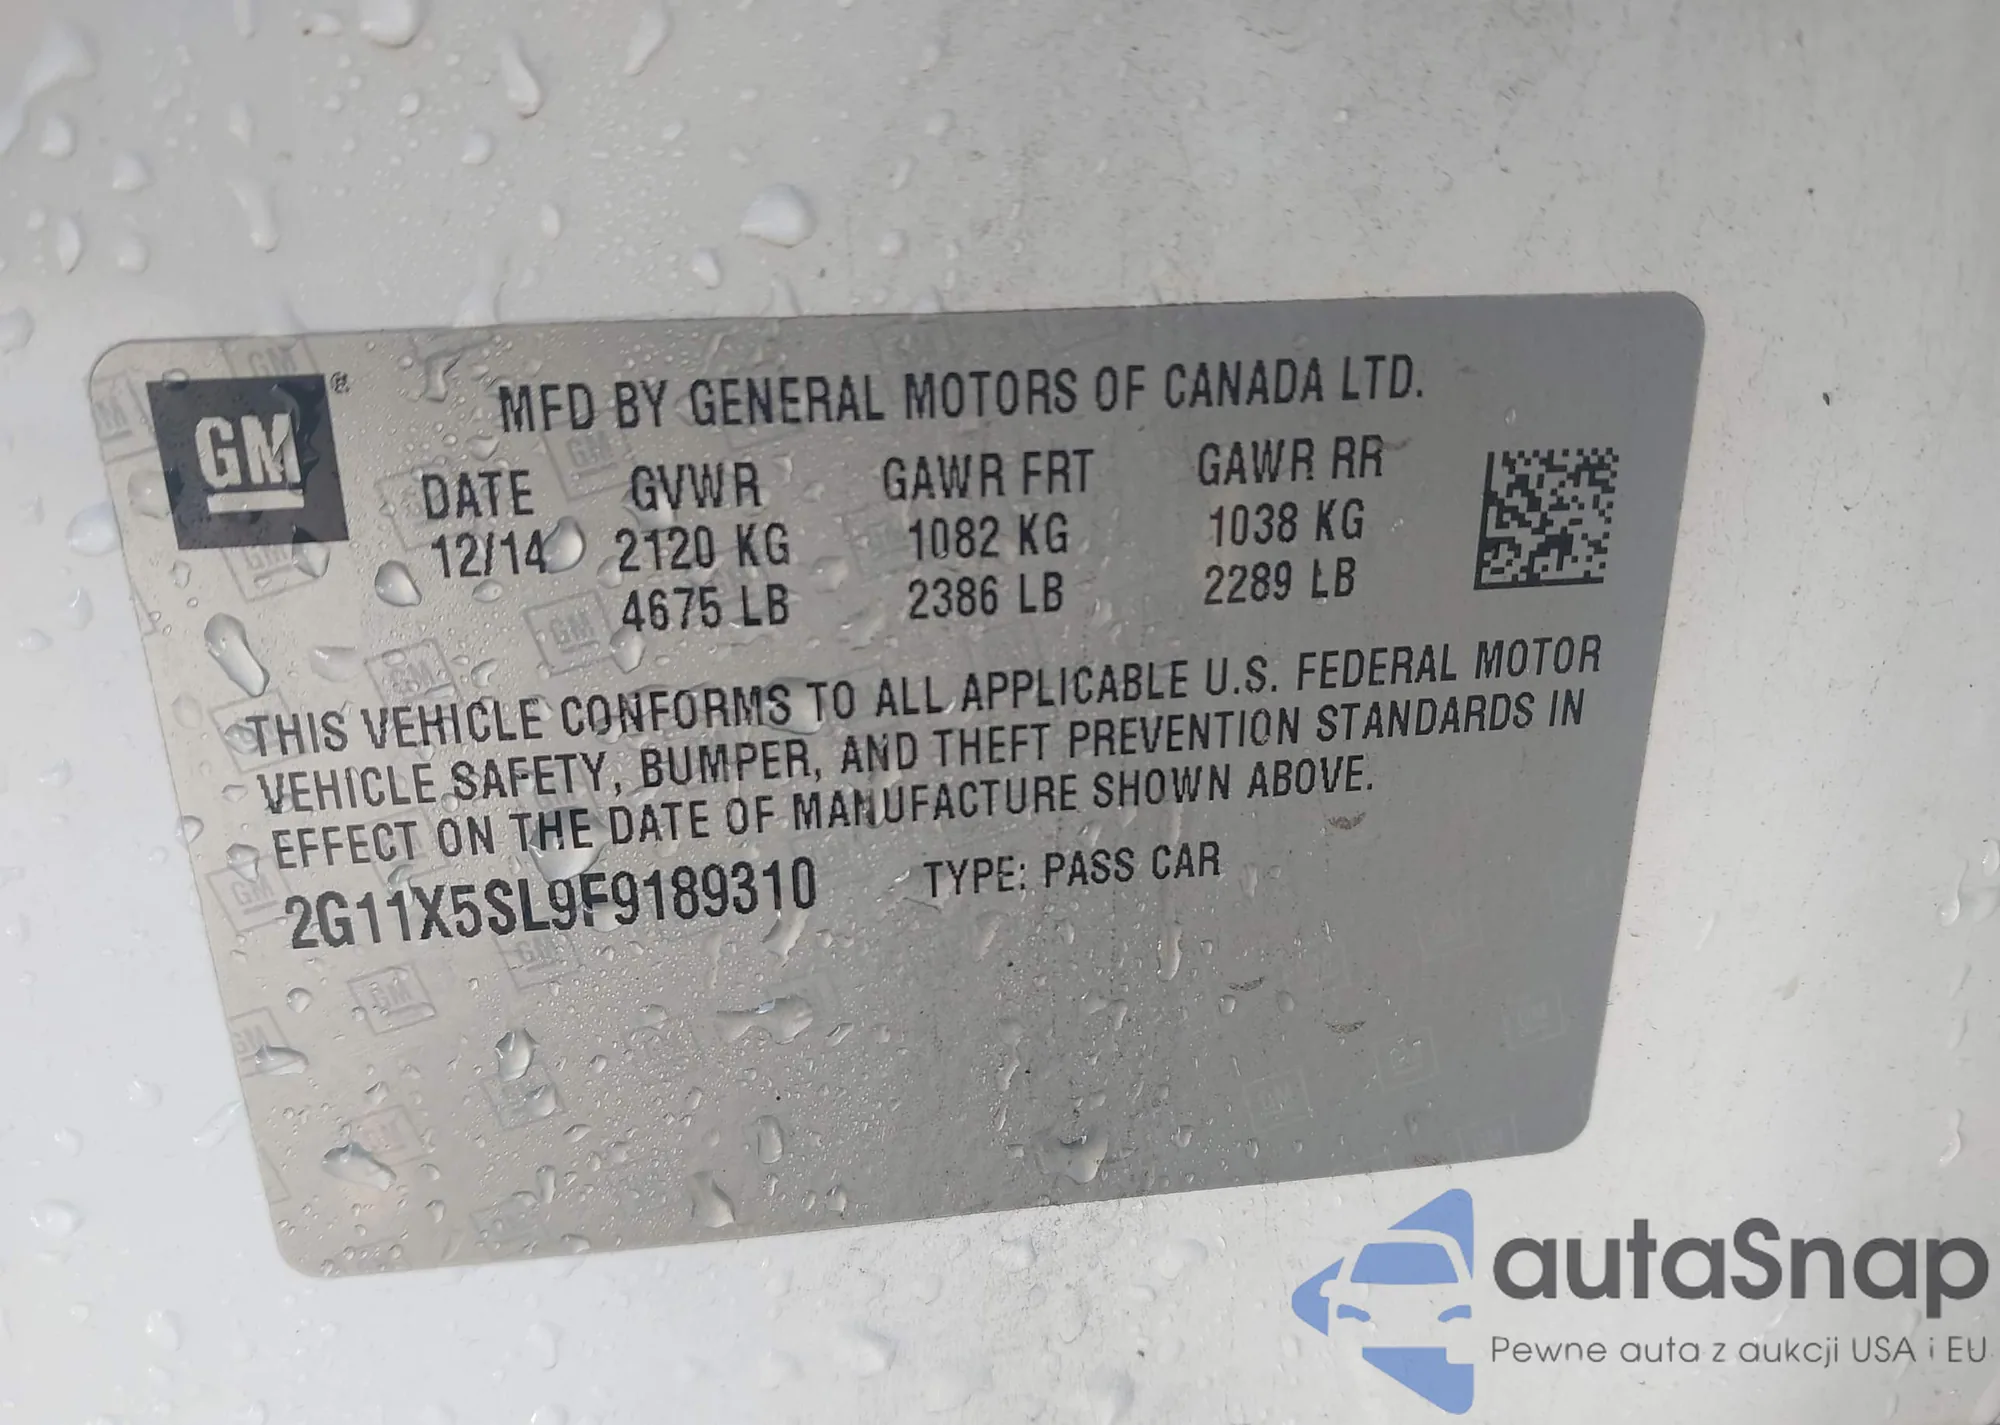 GM®
MFD BY GENERAL MOTORS OF CANADA LTD.
DATE GVWR GAWR FRT GAWR RR
12/14 2120 KG 1082 KG 1038 KG
4675 LB 2386 LB 2289 LB
THIS VEHICLE CONFORMS TO ALL APPLICABLE U.S. FEDERAL MOTOR
VEHICLE SAFETY, BUMPER, AND THEFT PREVENTION STANDARDS IN
EFFECT ON THE DATE OF MANUFACTURE SHOWN ABOVE.
2G11X5SL9F9189310 TYPE: PASS CAR
autaSnap
Pewne auta z aukcji USA i EU